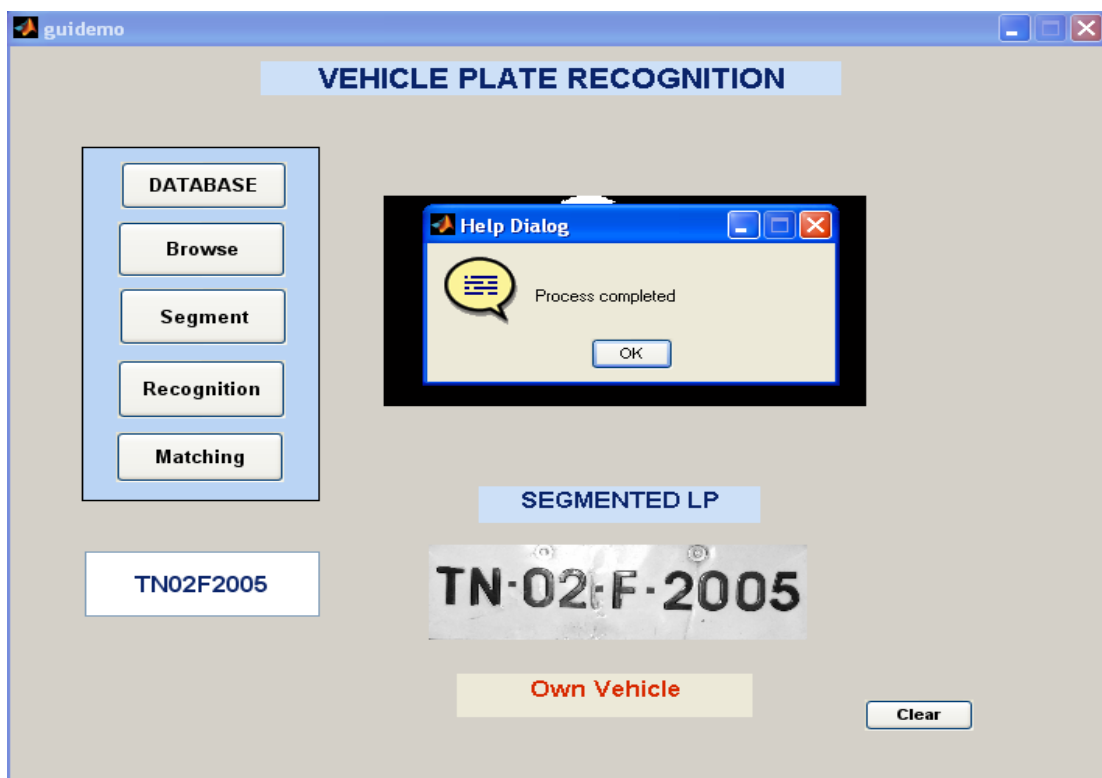 guidemo
VEHICLE PLATE RECOGNITION
DATABASE
Browse
Segment
Recognition
Matching
Help Dialog
Process completed
OK
SEGMENTED LP
TN02F2005
TN-02-F-2005
Own Vehicle
Clear